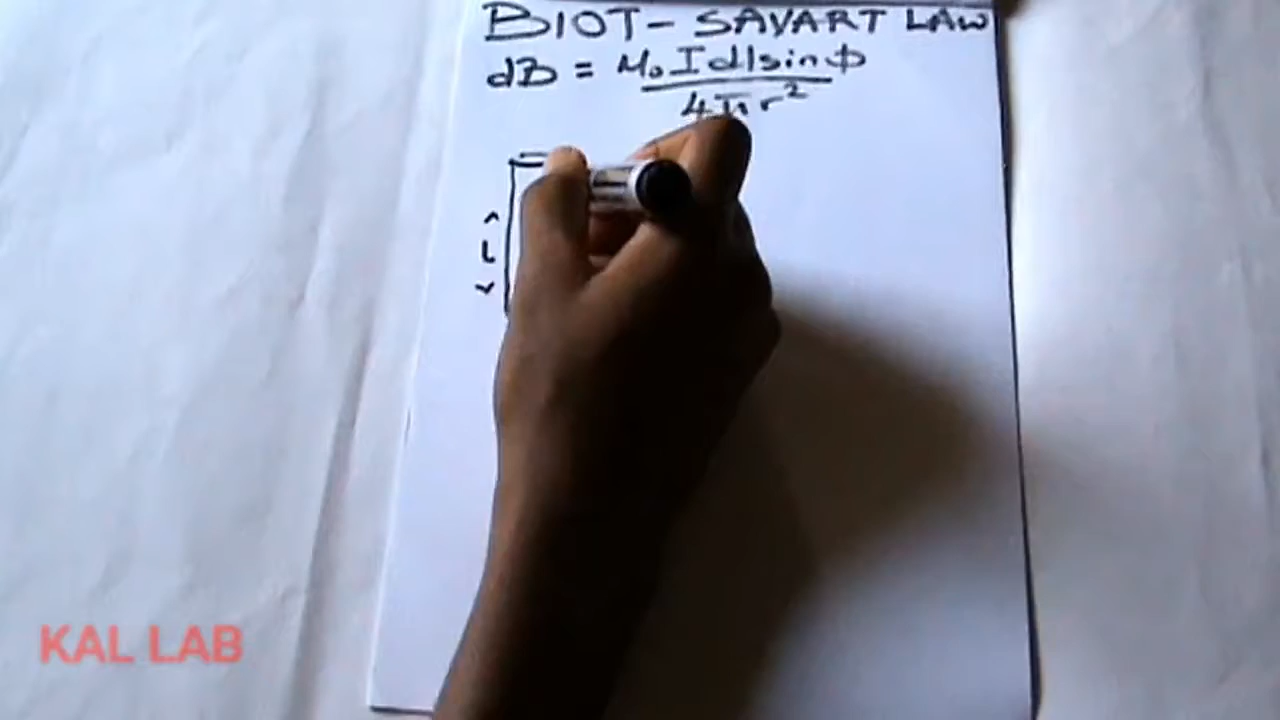 BIOT - SAVART LAW
dB = μ₀Idlsinφ
4πr²
L
KAL LAB